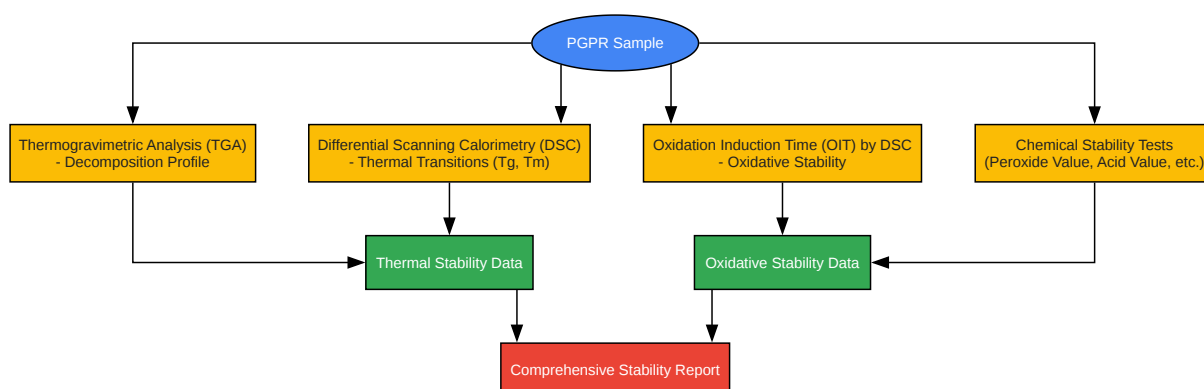 PGPR Sample
Thermogravimetric Analysis (TGA)
- Decomposition Profile
Differential Scanning Calorimetry (DSC)
- Thermal Transitions (Tg, Tm)
Oxidation Induction Time (OIT) by DSC
- Oxidative Stability
Chemical Stability Tests
(Peroxide Value, Acid Value, etc.)
Thermal Stability Data
Oxidative Stability Data
Comprehensive Stability Report